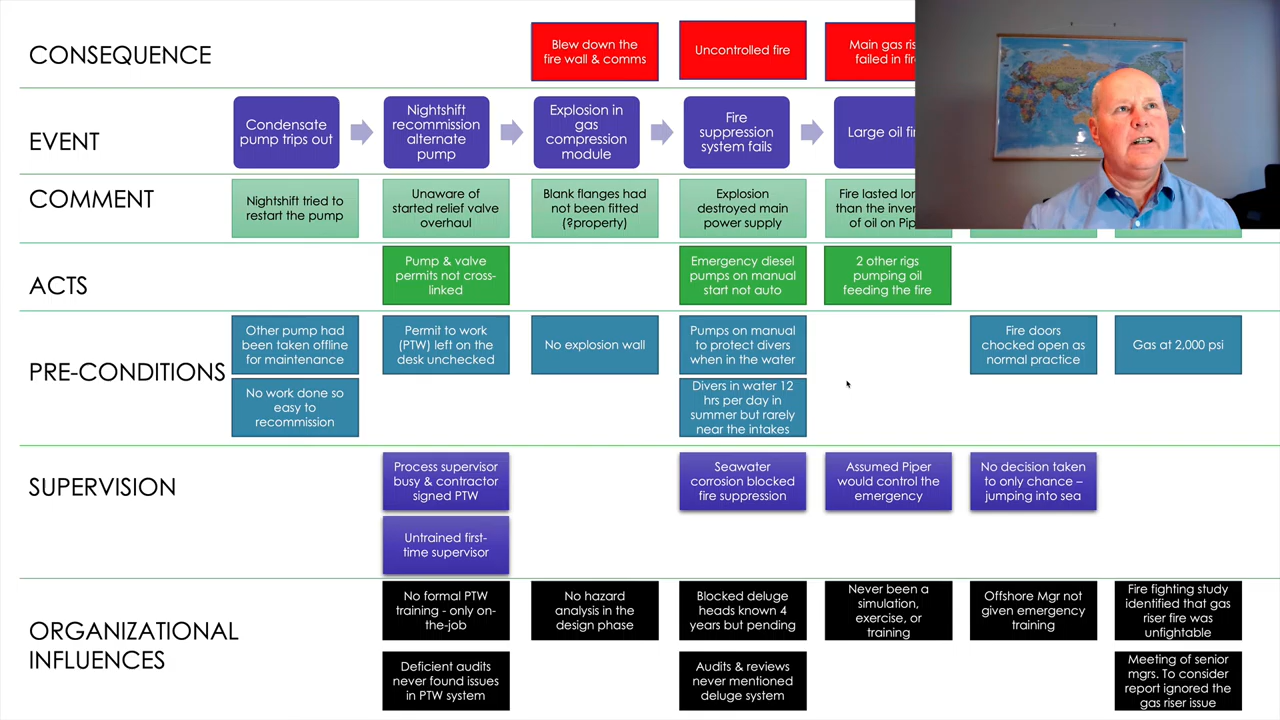 CONSEQUENCE
Blew down the
fire wall & comms
Uncontrolled fire
Main gas
failed in
EVENT
Condensate
pump trips out
Nightshift
recommission
alternate
pump
Explosion in
gas
compression
module
Fire
suppression
system fails
Large oil
COMMENT
Nightshift tried to
restart the pump
Unaware of
started relief valve
overhaul
Blank flanges had
not been fitted
(?property)
Explosion
destroyed main
power supply
Fire lasted
than the
of oil on
ACTS
Pump & valve
permits not cross-
linked
Emergency diesel
pumps on manual
start not auto
2 other rigs
pumping oil
feeding the fire
PRE-CONDITIONS
Other pump had
been taken offline
for maintenance
Permit to work
(PTW) left on the
desk unchecked
No explosion wall
Pumps on manual
to protect divers
when in the water
Fire doors
chocked open as
normal practice
Gas at 2,000 psi
No work done so
easy to
recommission
Divers in water 12
hrs per day in
summer but rarely
near the intakes
SUPERVISION
Process supervisor
busy & contractor
signed PTW
Seawater
corrosion blocked
fire suppression
Assumed Piper
would control the
emergency
No decision taken
to only chance –
jumping into sea
Untrained first-
time supervisor
ORGANIZATIONAL
INFLUENCES
No formal PTW
training - only on-
the-job
No hazard
analysis in the
design phase
Blocked deluge
heads known 4
years but pending
Never been a
simulation,
exercise, or
training
Offshore Mgr not
given emergency
training
Fire fighting study
identified that gas
riser fire was
unfightable
Deficient audits
never found issues
in PTW system
Audits & reviews
never mentioned
deluge system
Meeting of senior
mgrs. To consider
report ignored the
gas riser issue